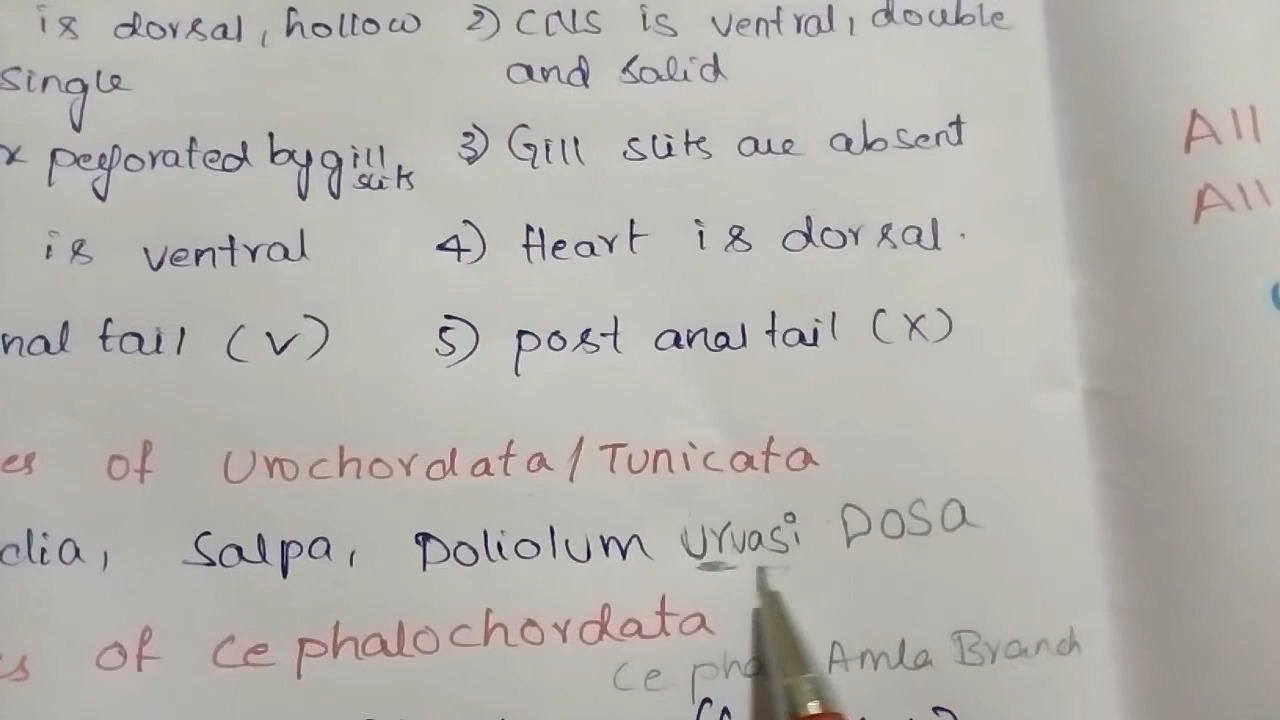 is dorsal, hollow 2) CNS is ventral, double
single and solid
perforated by gill slits 3) Gill slits are absent
is ventral 4) Heart is dorsal.
nal tail (v) 5) post anal tail (x)
es of Urochordata/Tunicata
dia, Salpa, Doliolum Urvasi DOSA
s of Cephalochordata
Cepha Amla Branch
All
All